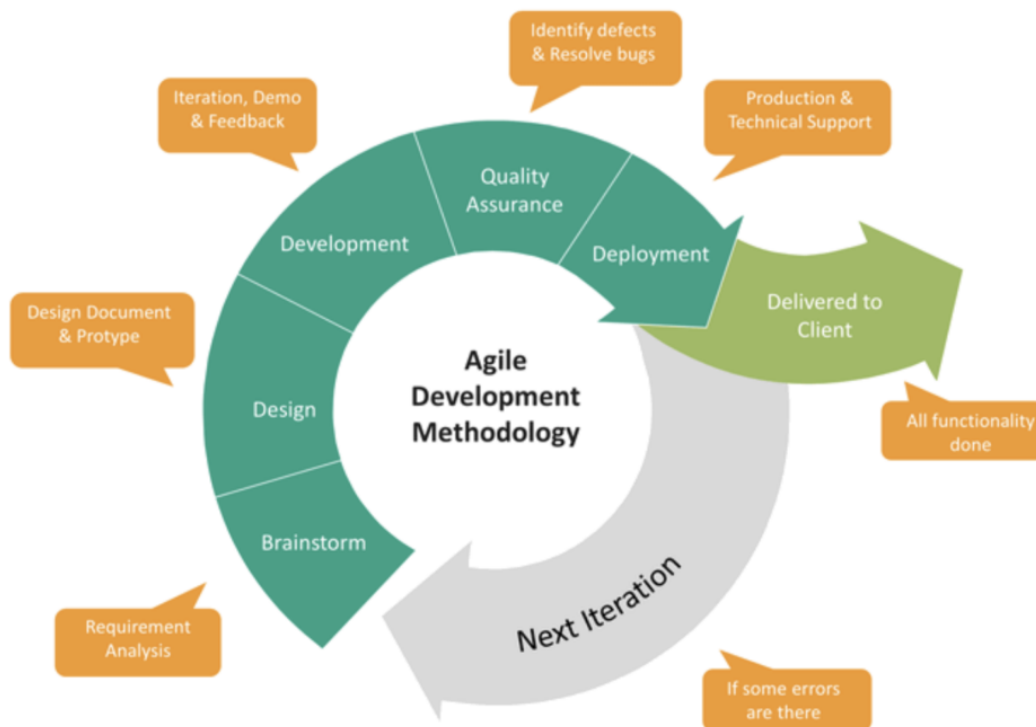 Identify defects
& Resolve bugs
Iteration, Demo
& Feedback
Production &
Technical Support
Quality
Assurance
Development
Deployment
Delivered to
Client
Design Document
& Protype
Agile
Development
Methodology
Design
All functionality
done
Brainstorm
Next Iteration
Requirement
Analysis
If some errors
are there